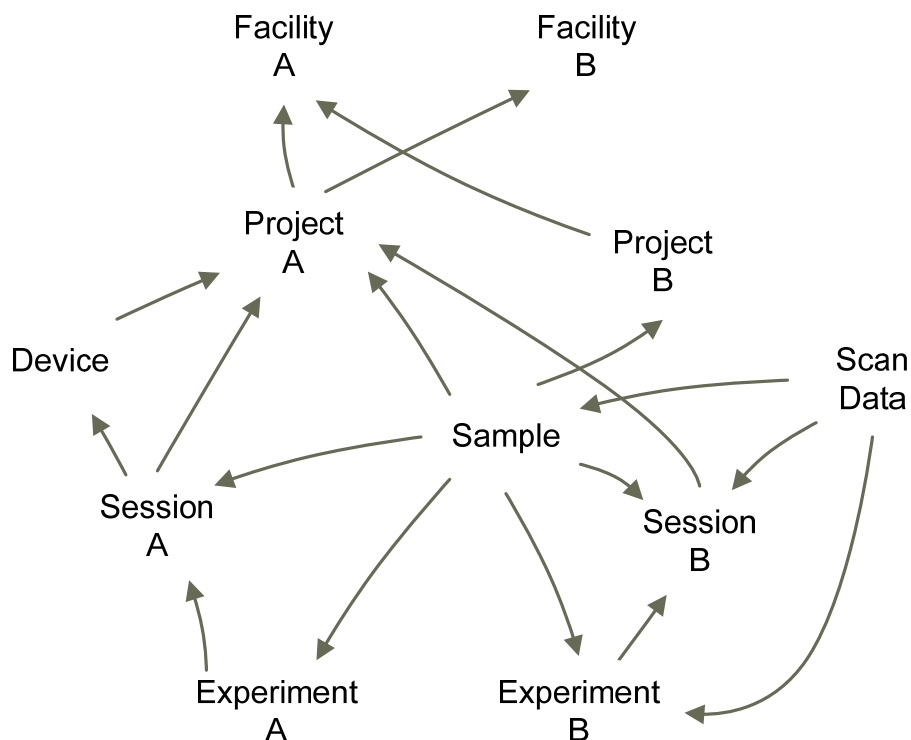 Facility
A
Facility
B
Project
A
Project
B
Device
Scan
Data
Sample
Session
A
Session
B
Experiment
A
Experiment
B